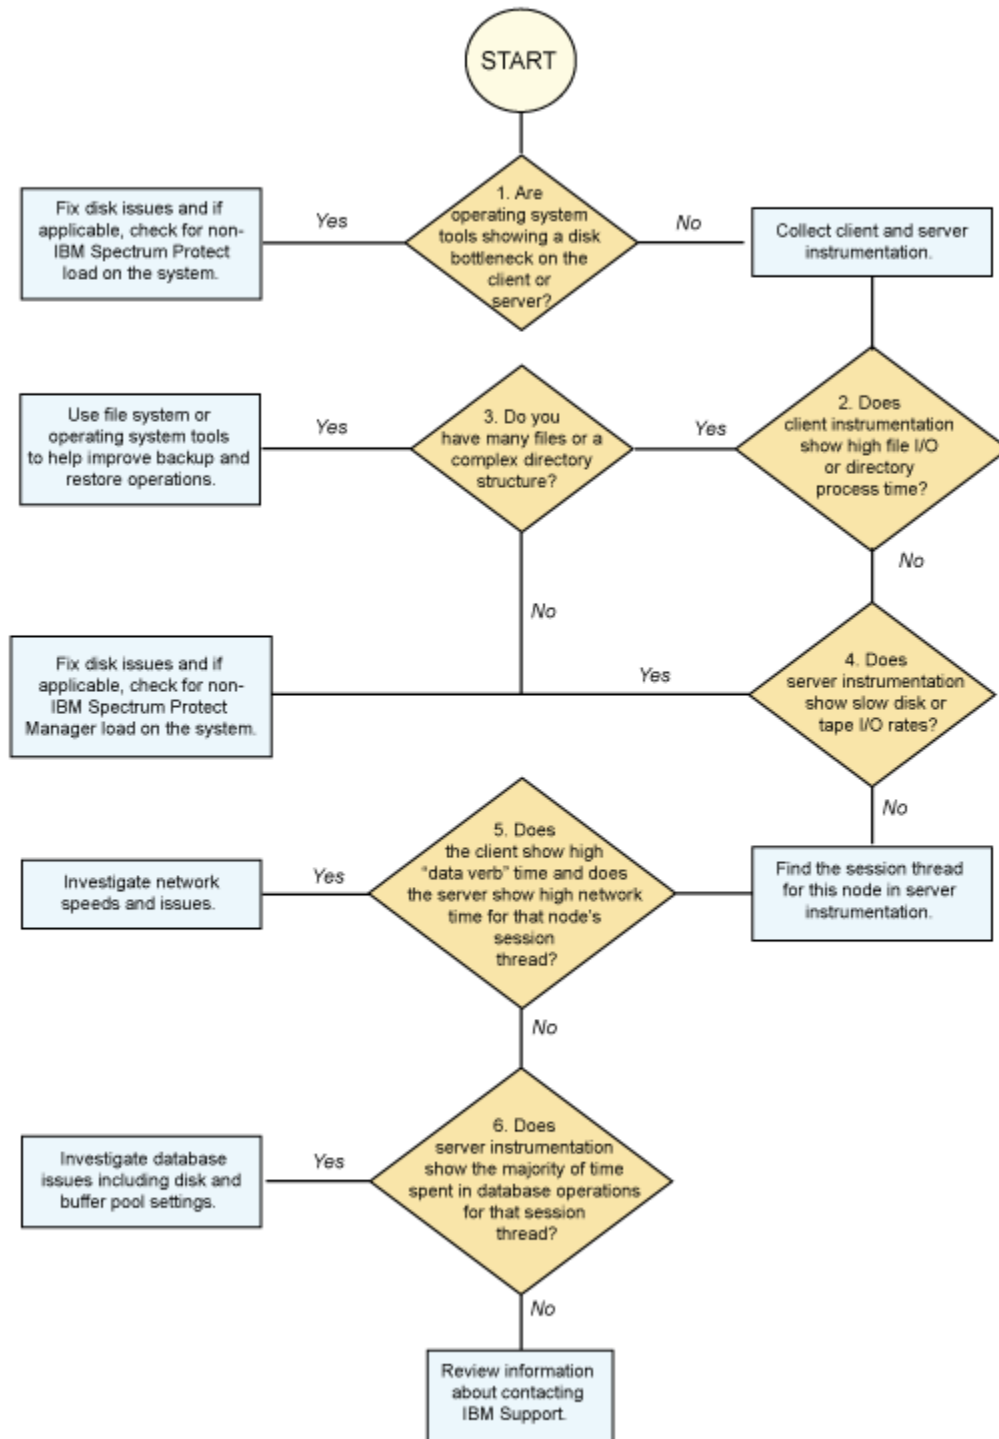 START
1. Are
operating system
tools showing a disk
bottleneck on the
client or
server?
Yes
Fix disk issues and if
applicable, check for non-
IBM Spectrum Protect
load on the system.
No
Collect client and server
instrumentation.
2. Does
client instrumentation
show high file I/O
or directory
process time?
Yes
3. Do you
have many files or a
complex directory
structure?
Yes
Use file system or
operating system tools
to help improve backup and
restore operations.
No
No
4. Does
server instrumentation
show slow disk or
tape I/O rates?
Yes
Fix disk issues and if
applicable, check for non-
IBM Spectrum Protect
Manager load on the system.
No
Find the session thread
for this node in server
instrumentation.
5. Does
the client show high
“data verb” time and does
the server show high network
time for that node's
session
thread?
Yes
Investigate network
speeds and issues.
No
6. Does
server instrumentation
show the majority of time
spent in database operations
for that session
thread?
Yes
Investigate database
issues including disk and
buffer pool settings.
No
Review information
about contacting
IBM Support.